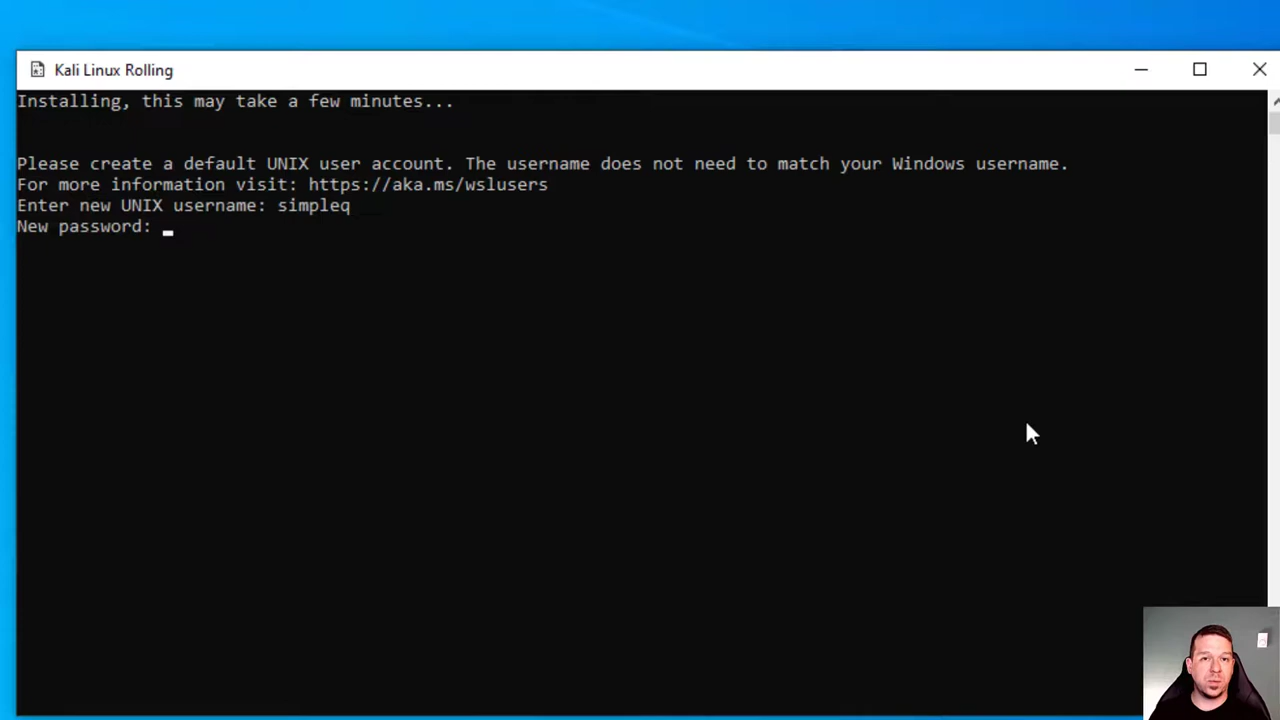 Kali Linux Rolling
Installing, this may take a few minutes...
Please create a default UNIX user account. The username does not need to match your Windows username.
For more information visit: https://aka.ms/wslusers
Enter new UNIX username: simpleq
New password: